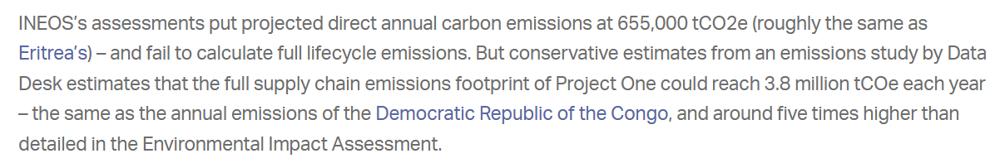 INEOS’s assessments put projected direct annual carbon emissions at 655,000 tCO2e (roughly the same as
Eritrea’s) – and fail to calculate full lifecycle emissions. But conservative estimates from an emissions study by Data
Desk estimates that the full supply chain emissions footprint of Project One could reach 3.8 million tCOe each year
– the same as the annual emissions of the Democratic Republic of the Congo, and around five times higher than
detailed in the Environmental Impact Assessment.